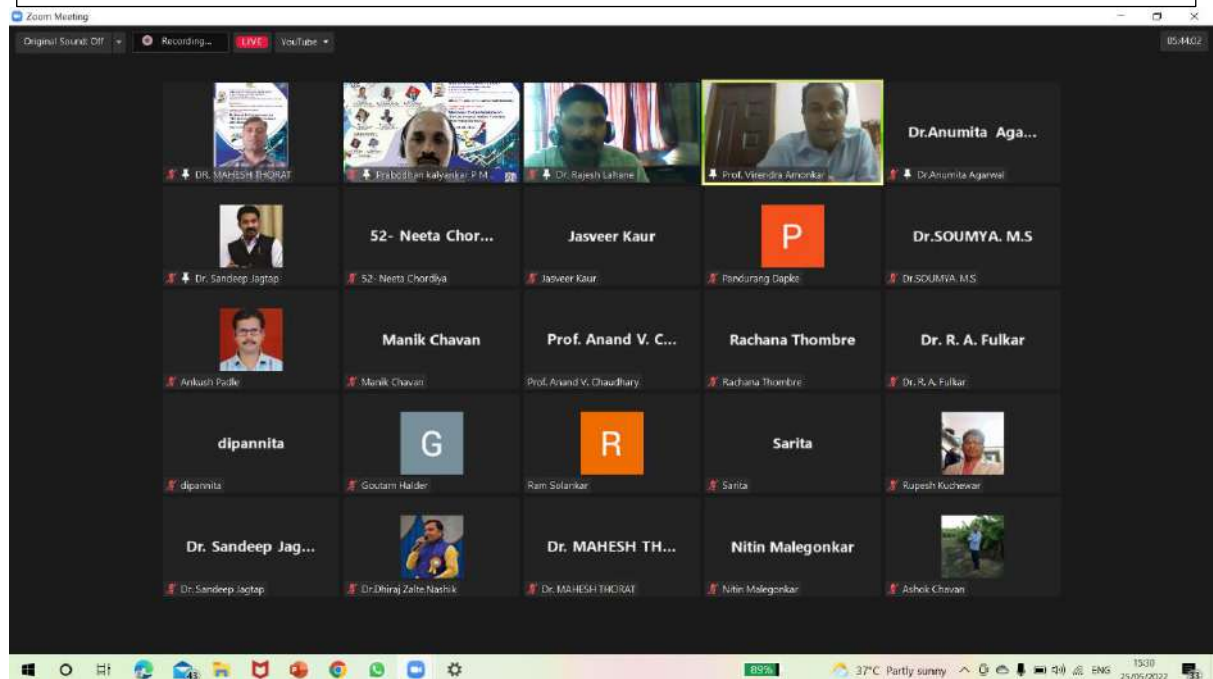 Zoom Meeting
Original Sound: Off
Recording...
LIVE
YouTube
05:44:02
DR. MAHESH THORAT
Prabodhan kalyankar P M
Dr. Rajesh Lahane
Prof. Virendra Amonkar
Dr.Anumita Aga...
Dr.Anumita Agarwal
Dr. Sandeep Jagtap
52- Neeta Chor...
52- Neeta Chordiya
Jasveer Kaur
Jasveer Kaur
P
Pandurang Dapke
Dr.SOUMYA. M.S
Dr.SOUMYA. M.S
Ankush Padle
Manik Chavan
Manik Chavan
Prof. Anand V. C...
Prof. Anand V. Chaudhary
Rachana Thombre
Rachana Thombre
Dr. R. A. Fulkar
Dr. R. A. Fulkar
dipannita
dipannita
G
Goutam Halder
R
Ram Solankar
Sarita
Sarita
Rupesh Kuchewar
Dr. Sandeep Jag...
Dr. Sandeep Jagtap
Dr.Dhiraj Zalte.Nashik
Dr. MAHESH TH...
Dr. MAHESH THORAT
Nitin Malegonkar
Nitin Malegonkar
Ashok Chavan
89%
37°C Partly sunny
ENG
15:30
25/05/2022